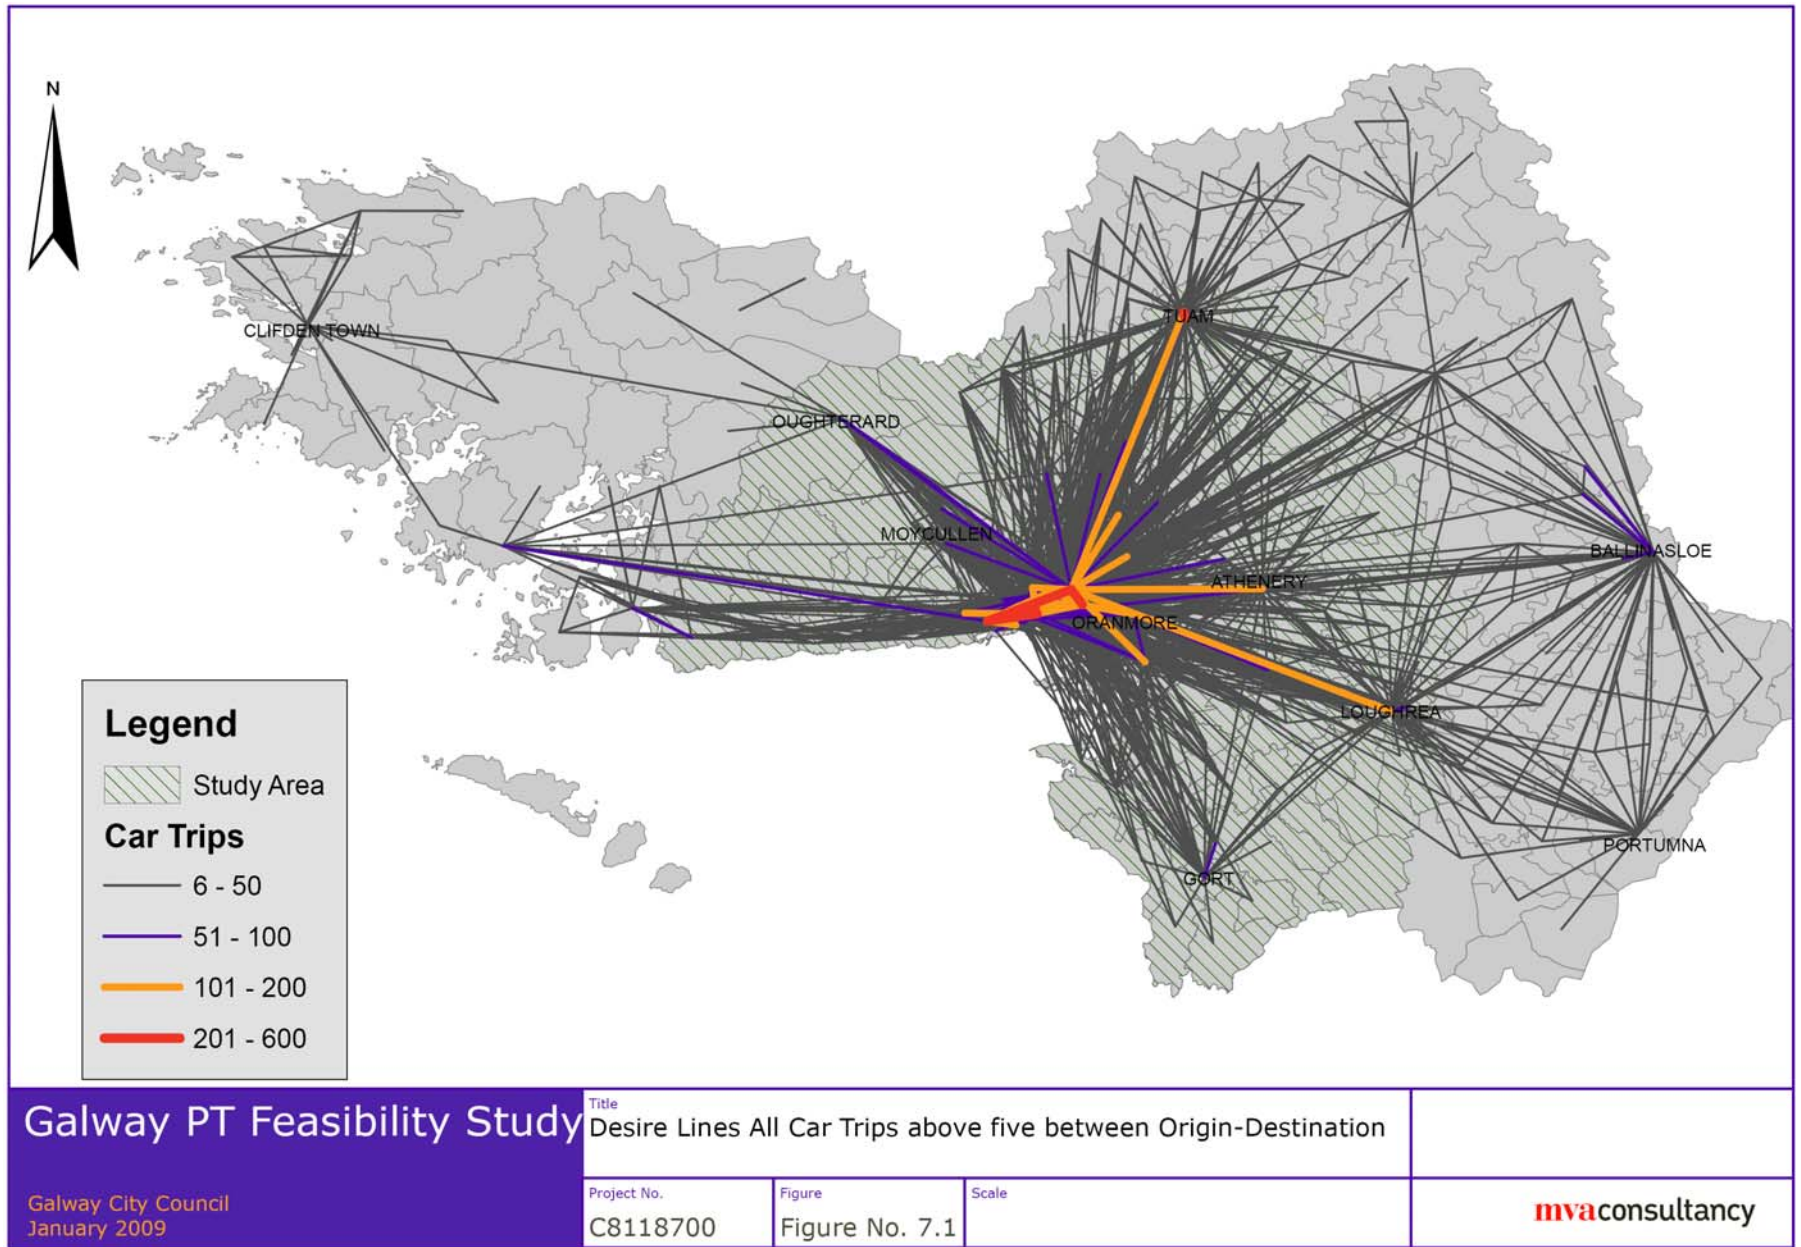 N
TUAM
CLIFDEN TOWN
OUGHTERARD
MOYCULLEN
BALLINASLOE
ATHENERY
ORANMORE
LOUGHREA
PORTUMNA
GORT
Legend
Study Area
Car Trips
6 - 50
51 - 100
101 - 200
201 - 600
Galway PT Feasibility Study
Galway City Council
January 2009
Title
Desire Lines All Car Trips above five between Origin-Destination
Project No.
C8118700
Figure
Figure No. 7.1
Scale
mvaconsultancy